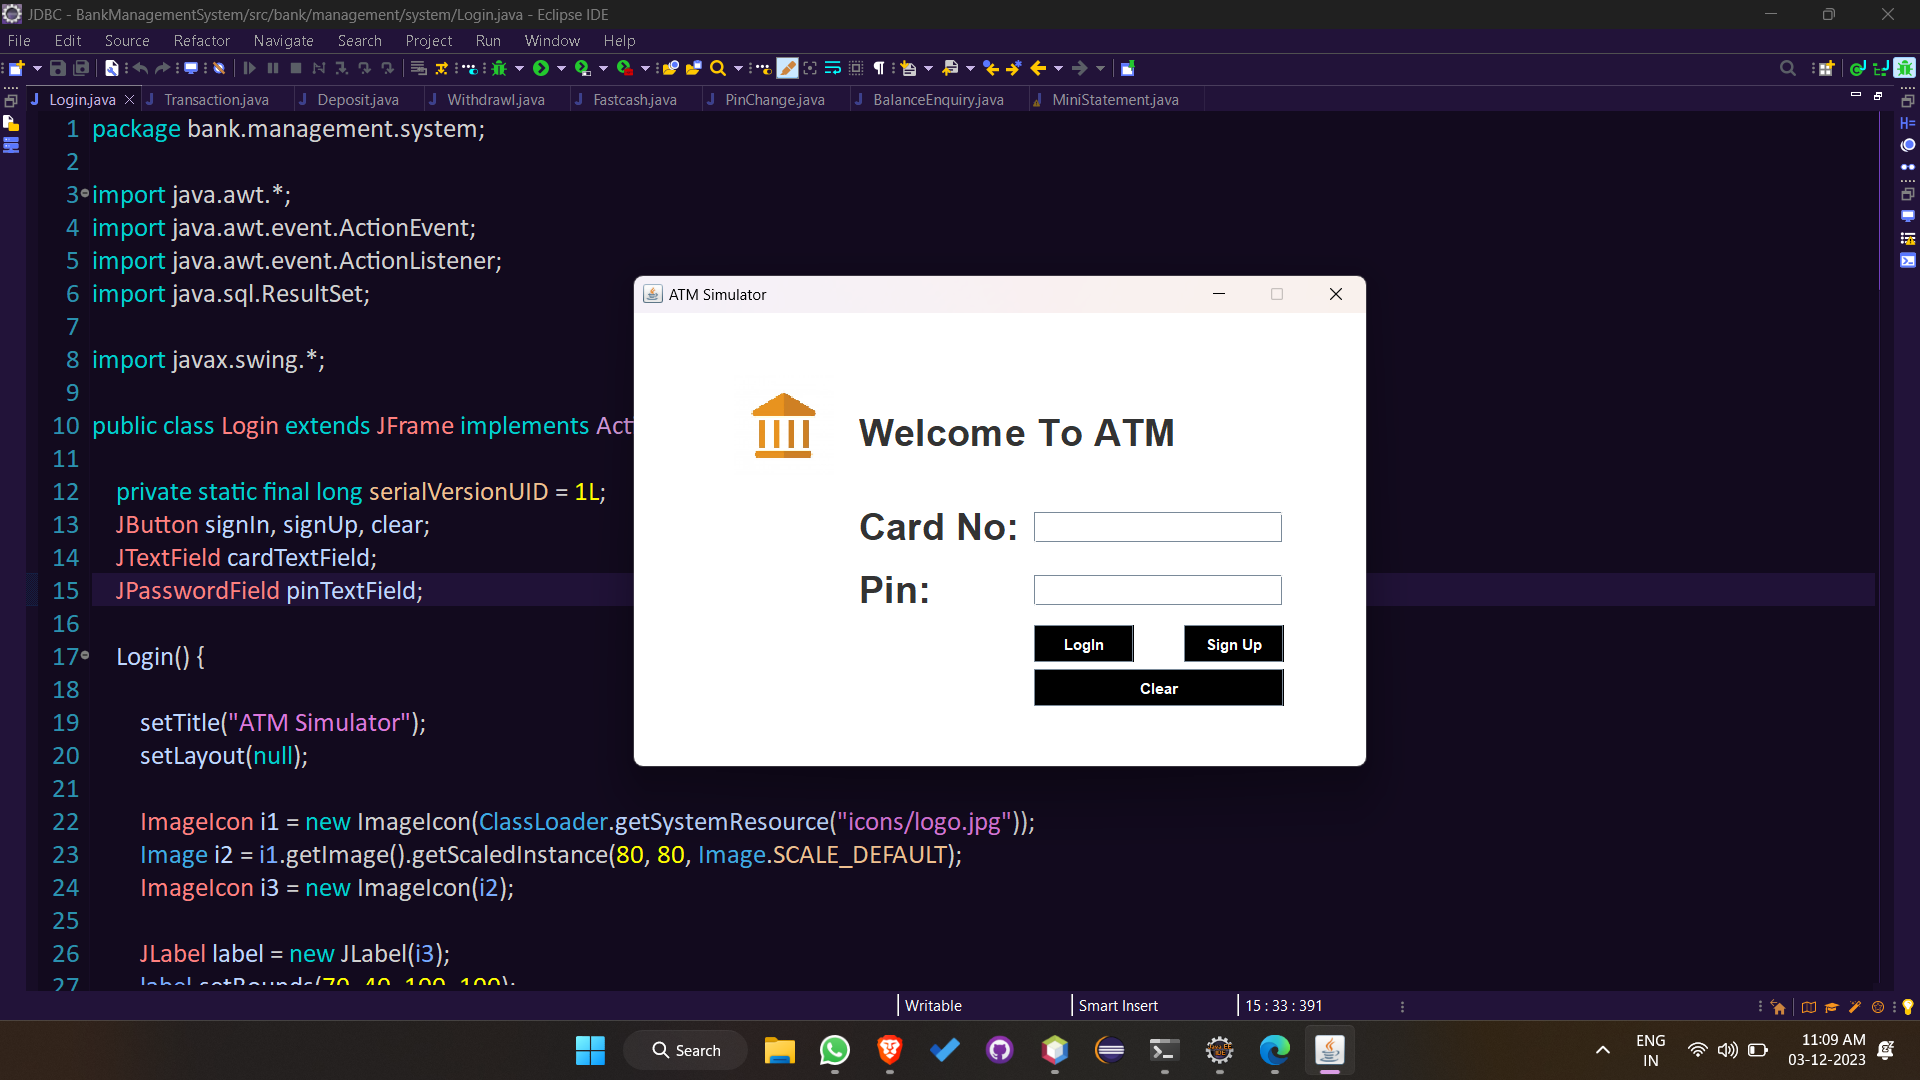 JDBC - BankManagementSystem/src/bank/management/system/Login.java - Eclipse IDE
File Edit Source Refactor Navigate Search Project Run Window Help
Login.java Transaction.java Deposit.java Withdrawl.java Fastcash.java PinChange.java BalanceEnquiry.java MiniStatement.java
1 package bank.management.system;
2
3 import java.awt.*;
4 import java.awt.event.ActionEvent;
5 import java.awt.event.ActionListener;
6 import java.sql.ResultSet;
7
8 import javax.swing.*;
9
10 public class Login extends JFrame implements Act
11
12 private static final long serialVersionUID = 1L;
13 JButton signIn, signUp, clear;
14 JTextField cardTextField;
15 JPasswordField pinTextField;
16
17 Login() {
18
19 setTitle("ATM Simulator");
20 setLayout(null);
21
22 ImageIcon i1 = new ImageIcon(ClassLoader.getSystemResource("icons/logo.jpg"));
23 Image i2 = i1.getImage().getScaledInstance(80, 80, Image.SCALE_DEFAULT);
24 ImageIcon i3 = new ImageIcon(i2);
25
26 JLabel label = new JLabel(i3);
27 label.setBounds(70, 40, 100, 100);
ATM Simulator
Welcome To ATM
Card No:
Pin:
LogIn Sign Up
Clear
Writable Smart Insert 15 : 33 : 391
Search
ENG
IN
11:09 AM
03-12-2023